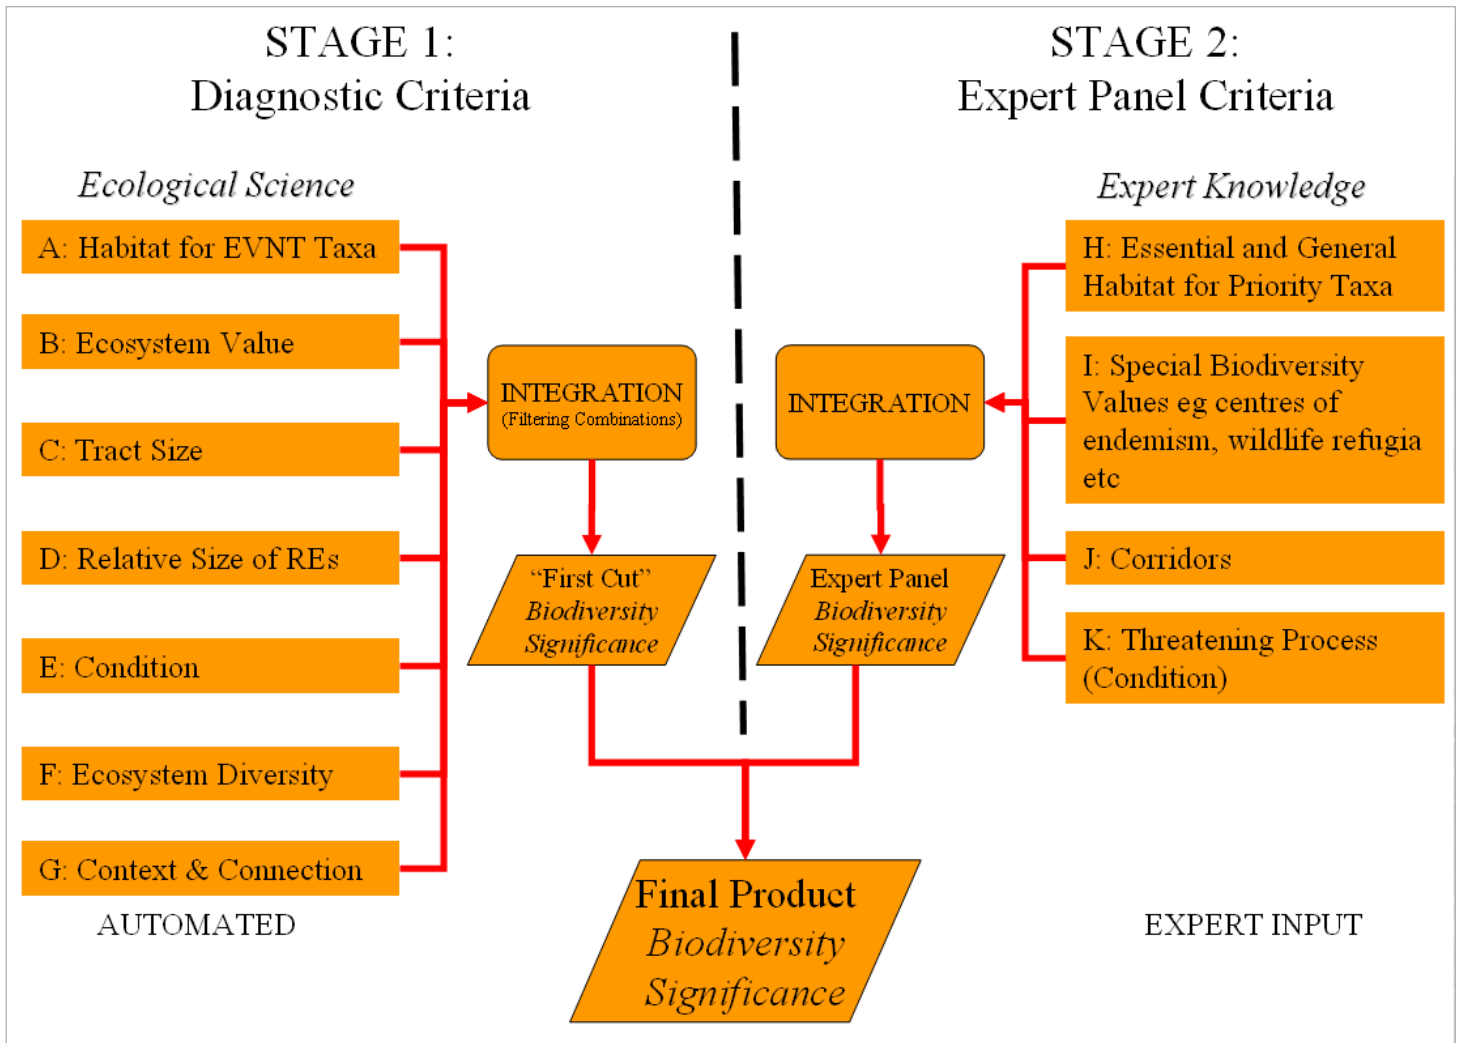 STAGE 1:
Diagnostic Criteria
Ecological Science
A: Habitat for EVNT Taxa
B: Ecosystem Value
C: Tract Size
D: Relative Size of REs
E: Condition
F: Ecosystem Diversity
G: Context & Connection
AUTOMATED
INTEGRATION
(Filtering Combinations)
“First Cut”
Biodiversity
Significance
STAGE 2:
Expert Panel Criteria
Expert Knowledge
H: Essential and General
Habitat for Priority Taxa
I: Special Biodiversity
Values eg centres of
endemism, wildlife refugia
etc
J: Corridors
K: Threatening Process
(Condition)
EXPERT INPUT
INTEGRATION
Expert Panel
Biodiversity
Significance
Final Product
Biodiversity
Significance